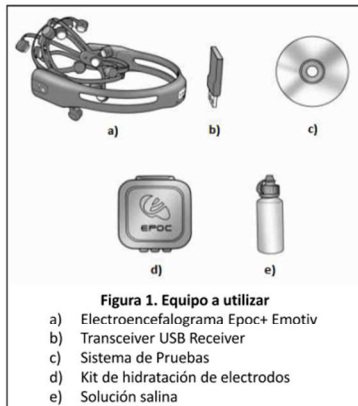 a)
b)
c)
EPOC
d)
e)
Figura 1. Equipo a utilizar
a) Electroencefalograma Epoc+ Emotiv
b) Transceiver USB Receiver
c) Sistema de Pruebas
d) Kit de hidratación de electrodos
e) Solución salina